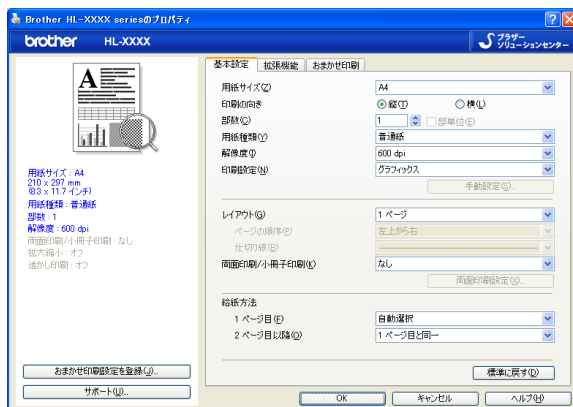 Brother HL-XXXX seriesのプロパティ
brother HL-XXXX
ブラザー
ソリューションセンター
基本設定 拡張機能 おまかせ印刷
用紙サイズ : A4
210 x 297 mm
(8.3 x 11.7 インチ)
用紙種類 : 普通紙
部数 : 1
解像度 : 600 dpi
両面印刷/小冊子印刷 : なし
拡大縮小 : オフ
透かし印刷 : オフ
おまかせ印刷設定を登録(J)...
サポート(U)...
用紙サイズ(Z) A4
印刷の向き 縦(T) 横(L)
部数(C) 1 部単位(E)
用紙種類(Y) 普通紙
解像度(I) 600 dpi
印刷設定(N) グラフィックス
手動設定(S)...
レイアウト(G) 1 ページ
ページの順序(P) 左上から右
仕切り線(B)
両面印刷/小冊子印刷(K) なし
両面印刷設定(X)...
給紙方法
1 ページ目(F) 自動選択
2 ページ目以降(O) 1 ページ目と同一
標準に戻す(D)
OK キャンセル ヘルプ(H)